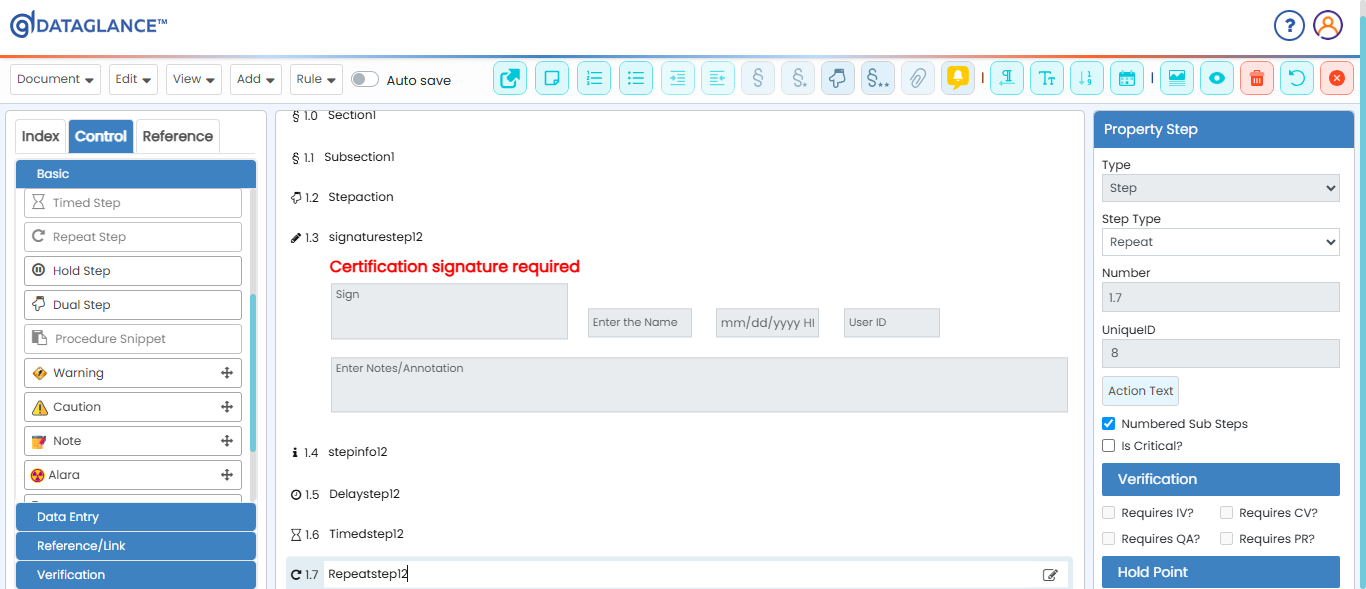 DATAGLANCE™
?
Document Edit View Add Rule Auto save
Index Control Reference
Basic
Timed Step
Repeat Step
Hold Step
Dual Step
Procedure Snippet
Warning
Caution
Note
Alara
Data Entry
Reference/Link
Verification
§ 1.0 Section1
§ 1.1 Subsection1
1.2 Stepaction
1.3 signaturestep12
Certification signature required
Sign
Enter the Name mm/dd/yyyy HI User ID
Enter Notes/Annotation
1.4 stepinfo12
1.5 Delaystep12
1.6 Timedstep12
1.7 Repeatstep12
Property Step
Type
Step
Step Type
Repeat
Number
1.7
UniqueID
8
Action Text
Numbered Sub Steps
Is Critical?
Verification
Requires IV? Requires CV?
Requires QA? Requires PR?
Hold Point